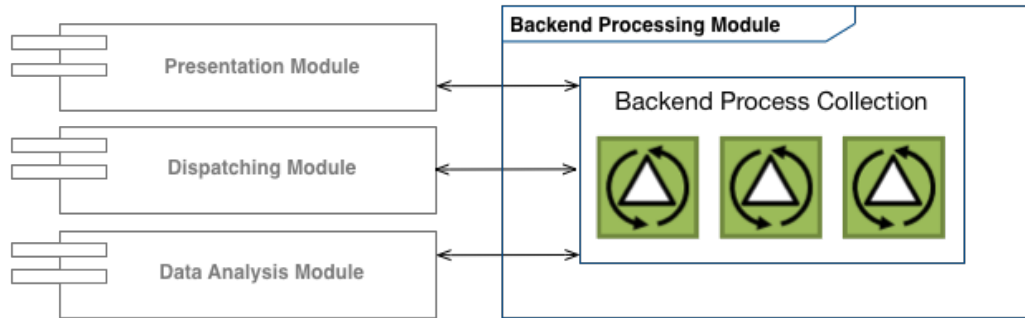 Backend Processing Module
Presentation Module
Backend Process Collection
Dispatching Module
Data Analysis Module